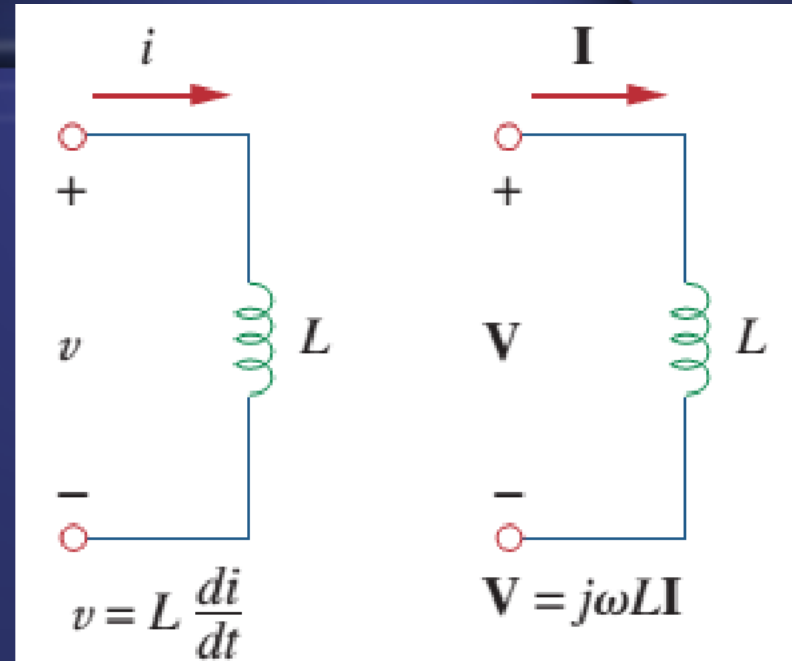 i I
+ +
v L V L
− −
v = L di/dt V = jωLI